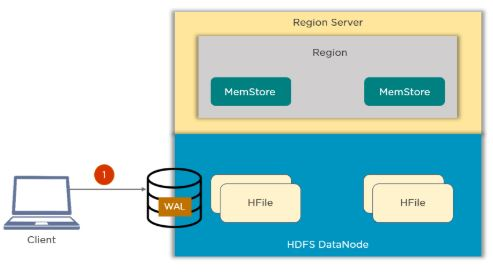 Region Server
Region
MemStore
MemStore
1
WAL
HFile
HFile
Client
HDFS DataNode